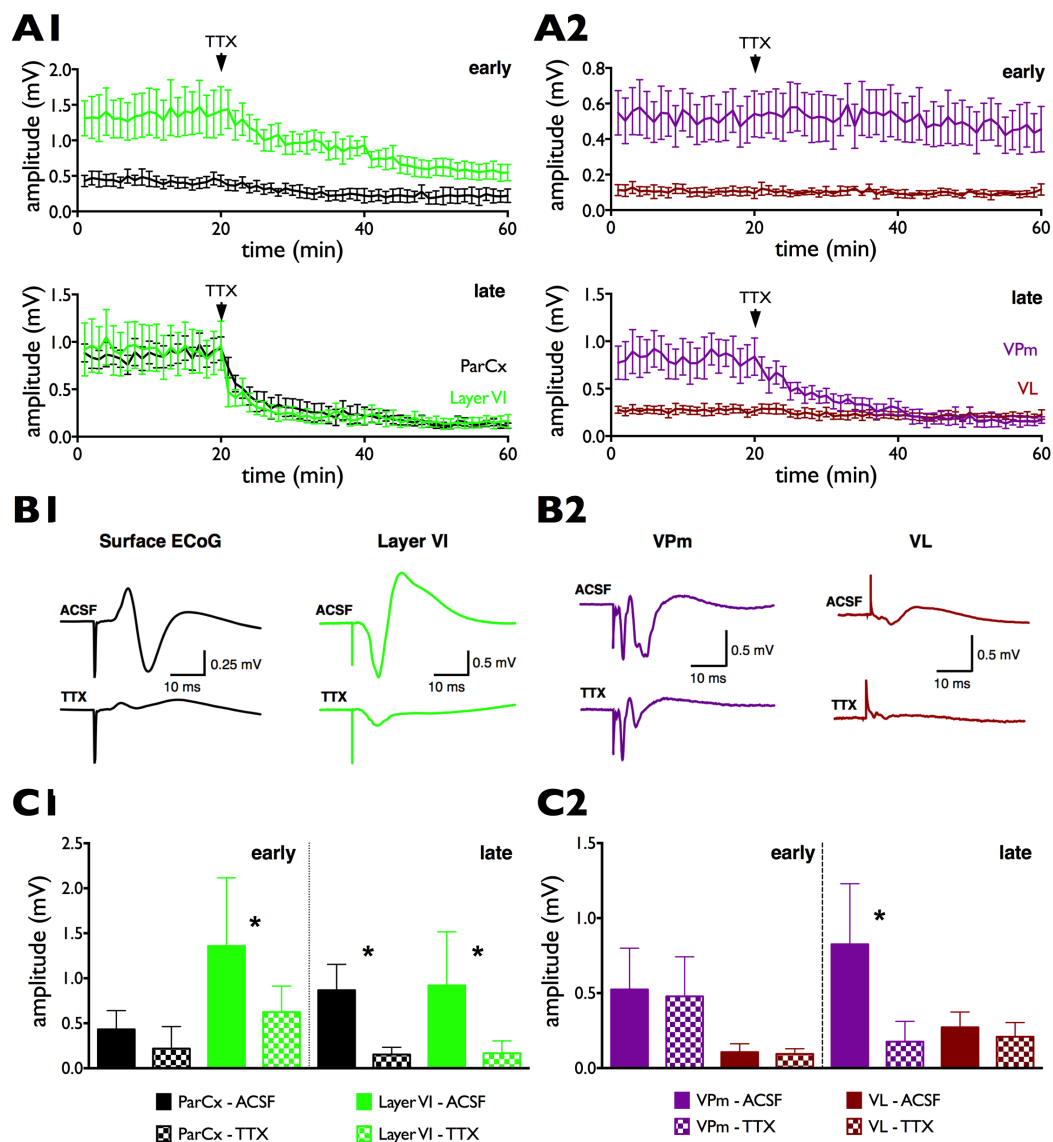 A1
TTX
early
amplitude (mV)
2.0
1.5
1.0
0.5
0.0
0
20
40
60
time (min)
TTX
late
ParCx
Layer VI
amplitude (mV)
1.5
1.0
0.5
0.0
0
20
40
60
time (min)
A2
TTX
early
amplitude (mV)
0.8
0.6
0.4
0.2
0.0
0
20
40
60
time (min)
TTX
late
VPm
VL
amplitude (mV)
1.5
1.0
0.5
0.0
0
20
40
60
time (min)
B1
Surface ECoG
Layer VI
ACSF
ACSF
0.25 mV
10 ms
0.5 mV
10 ms
TTX
TTX
B2
VPm
VL
ACSF
ACSF
0.5 mV
10 ms
0.5 mV
10 ms
TTX
TTX
C1
early
late
amplitude (mV)
2.5
2.0
1.5
1.0
0.5
0.0
*
*
*
ParCx - ACSF
Layer VI - ACSF
ParCx - TTX
Layer VI - TTX
C2
early
late
amplitude (mV)
1.5
1.0
0.5
0.0
*
VPm - ACSF
VL - ACSF
VPm - TTX
VL - TTX